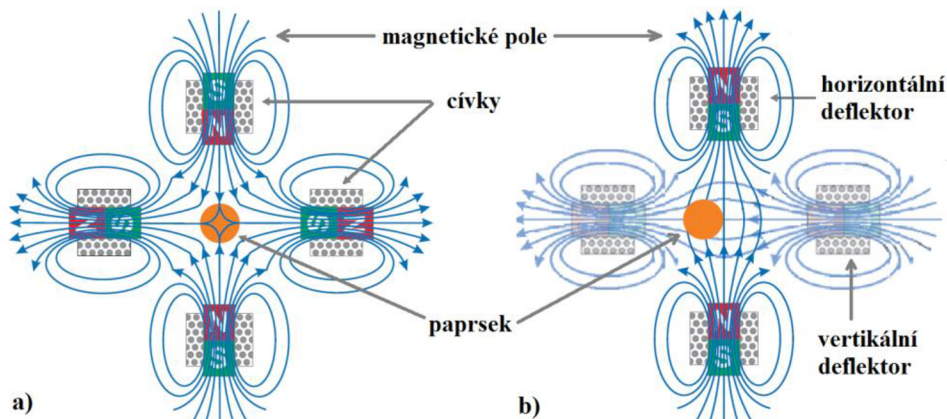 magnetické pole
cívky
horizontální
deflektor
S
N
N
S
N
S
S
N
paprsek
N
S
N
S
vertikální
deflektor
a)
b)